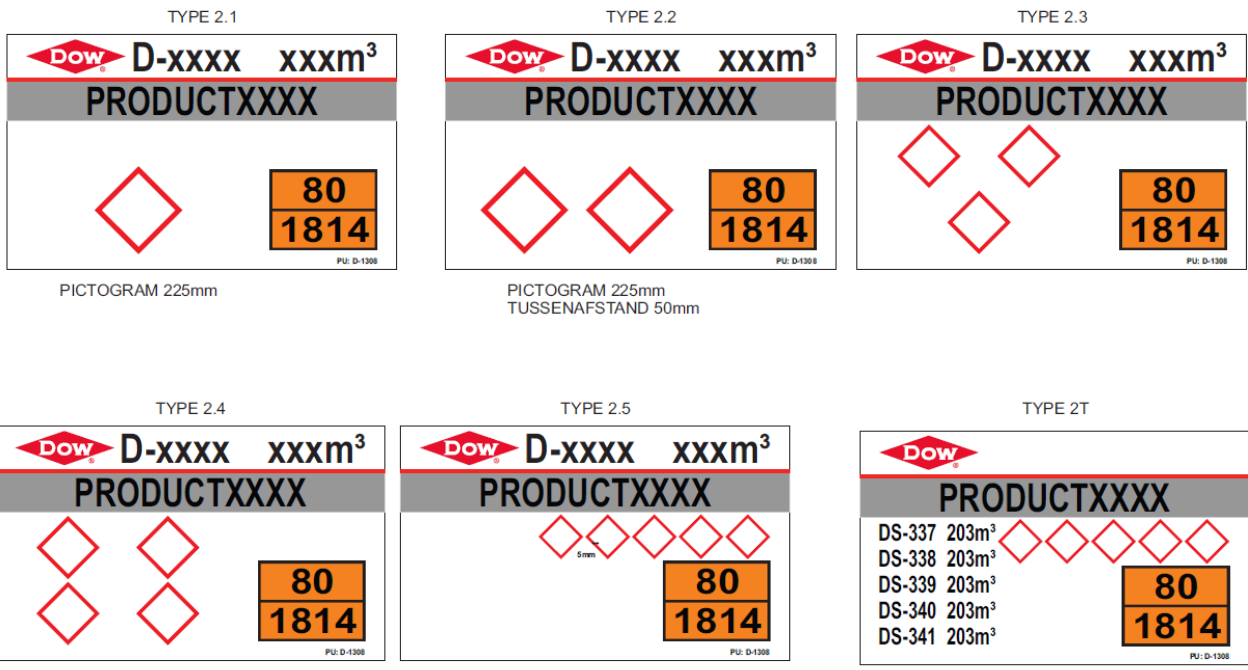 TYPE 2.1
Dow® D-xxxx xxxm³
PRODUCTXXXX
80
1814
PU: D-1308
PICTOGRAM 225mm
TYPE 2.2
Dow® D-xxxx xxxm³
PRODUCTXXXX
80
1814
PU: D-1308
PICTOGRAM 225mm
TUSSENAFSTAND 50mm
TYPE 2.3
Dow® D-xxxx xxxm³
PRODUCTXXXX
80
1814
PU: D-1308
TYPE 2.4
Dow® D-xxxx xxxm³
PRODUCTXXXX
80
1814
PU: D-1308
TYPE 2.5
Dow® D-xxxx xxxm³
PRODUCTXXXX
5mm
80
1814
PU: D-1308
TYPE 2T
Dow®
PRODUCTXXXX
DS-337 203m³
DS-338 203m³
DS-339 203m³
DS-340 203m³
DS-341 203m³
80
1814
PU: D-1308